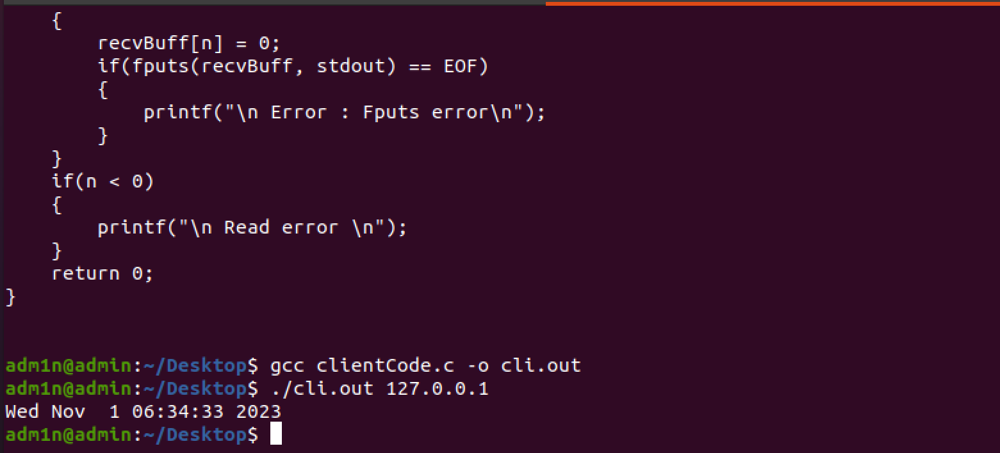 {
        recvBuff[n] = 0;
        if(fputs(recvBuff, stdout) == EOF)
        {
            printf("\n Error : Fputs error\n");
        }
    }
    if(n < 0)
    {
        printf("\n Read error \n");
    }
    return 0;
}
adm1n@admin:~/Desktop$ gcc clientCode.c -o cli.out
adm1n@admin:~/Desktop$ ./cli.out 127.0.0.1
Wed Nov  1 06:34:33 2023
adm1n@admin:~/Desktop$